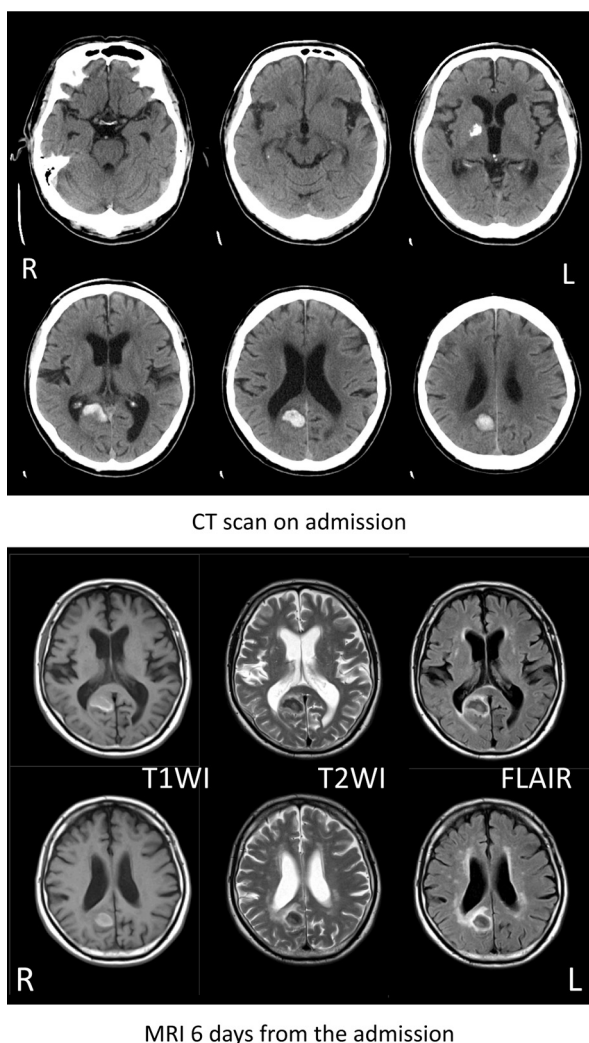 R
L
CT scan on admission
T1WI
T2WI
FLAIR
R
L
MRI 6 days from the admission